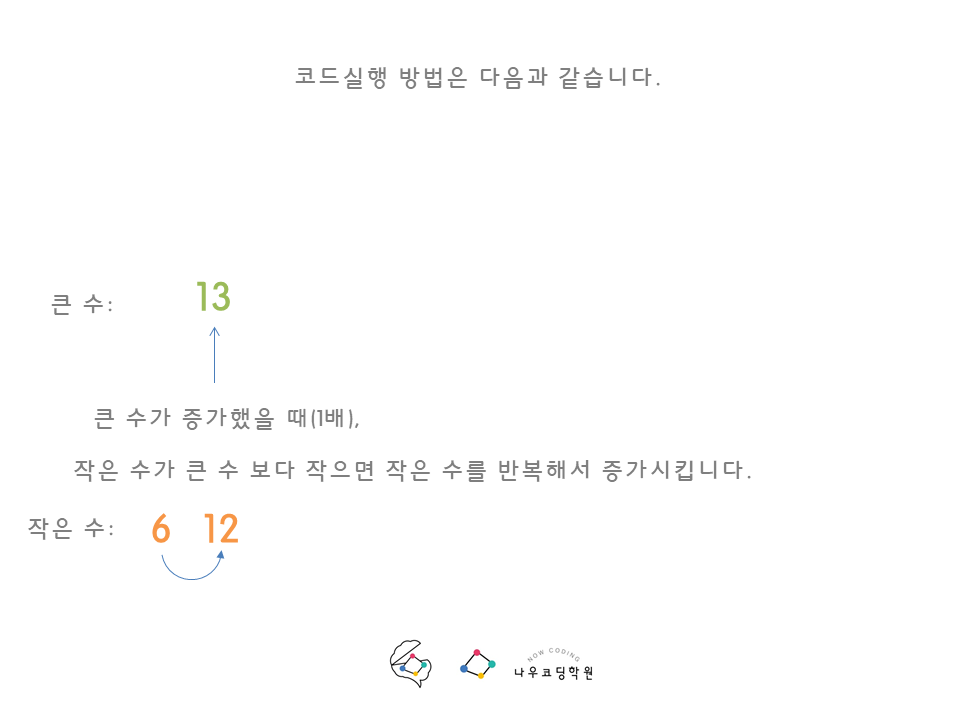 코드실행 방법은 다음과 같습니다.
큰 수: 13
큰 수가 증가했을 때(1배),
작은 수가 큰 수 보다 작으면 작은 수를 반복해서 증가시킵니다.
작은 수: 6 12
NOW CODING
나우코딩학원